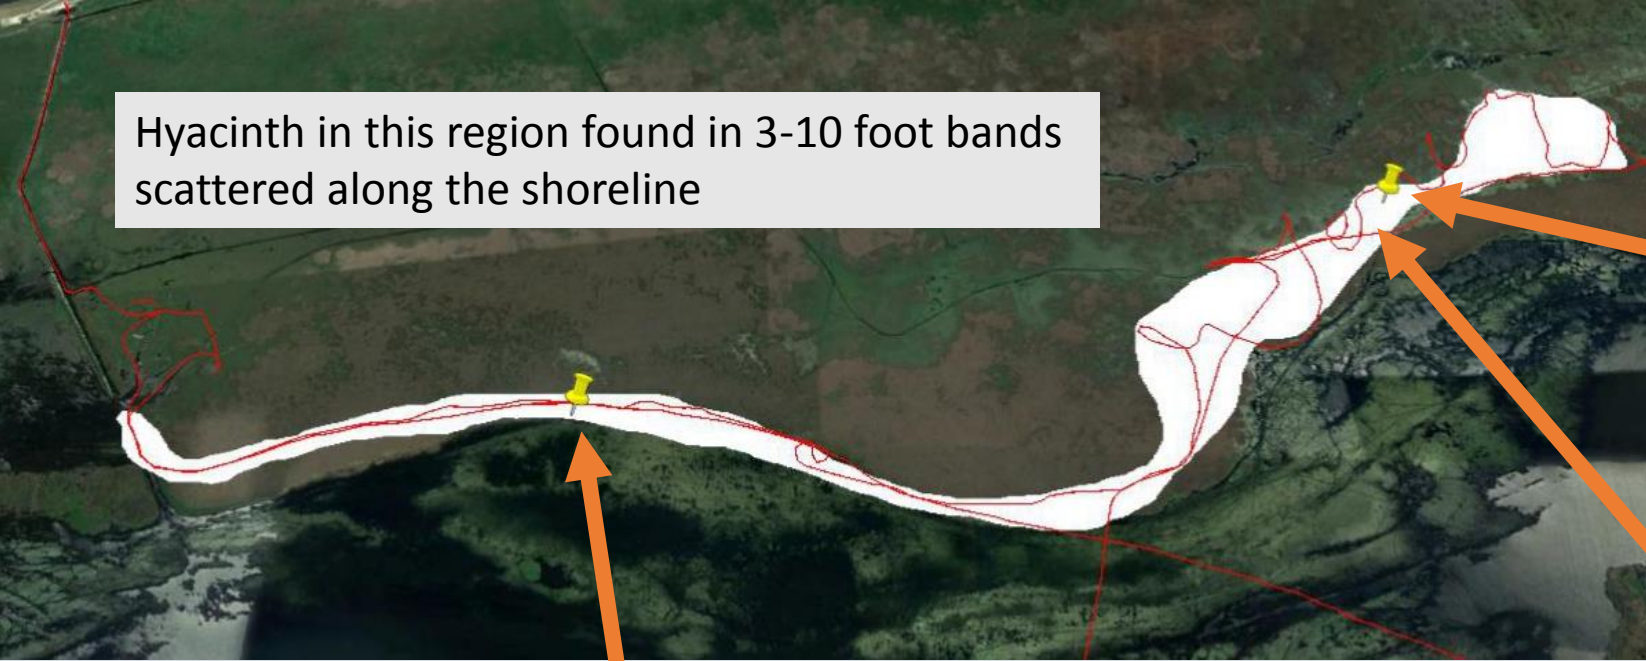 Hyacinth in this region found in 3-10 foot bands
scattered along the shoreline